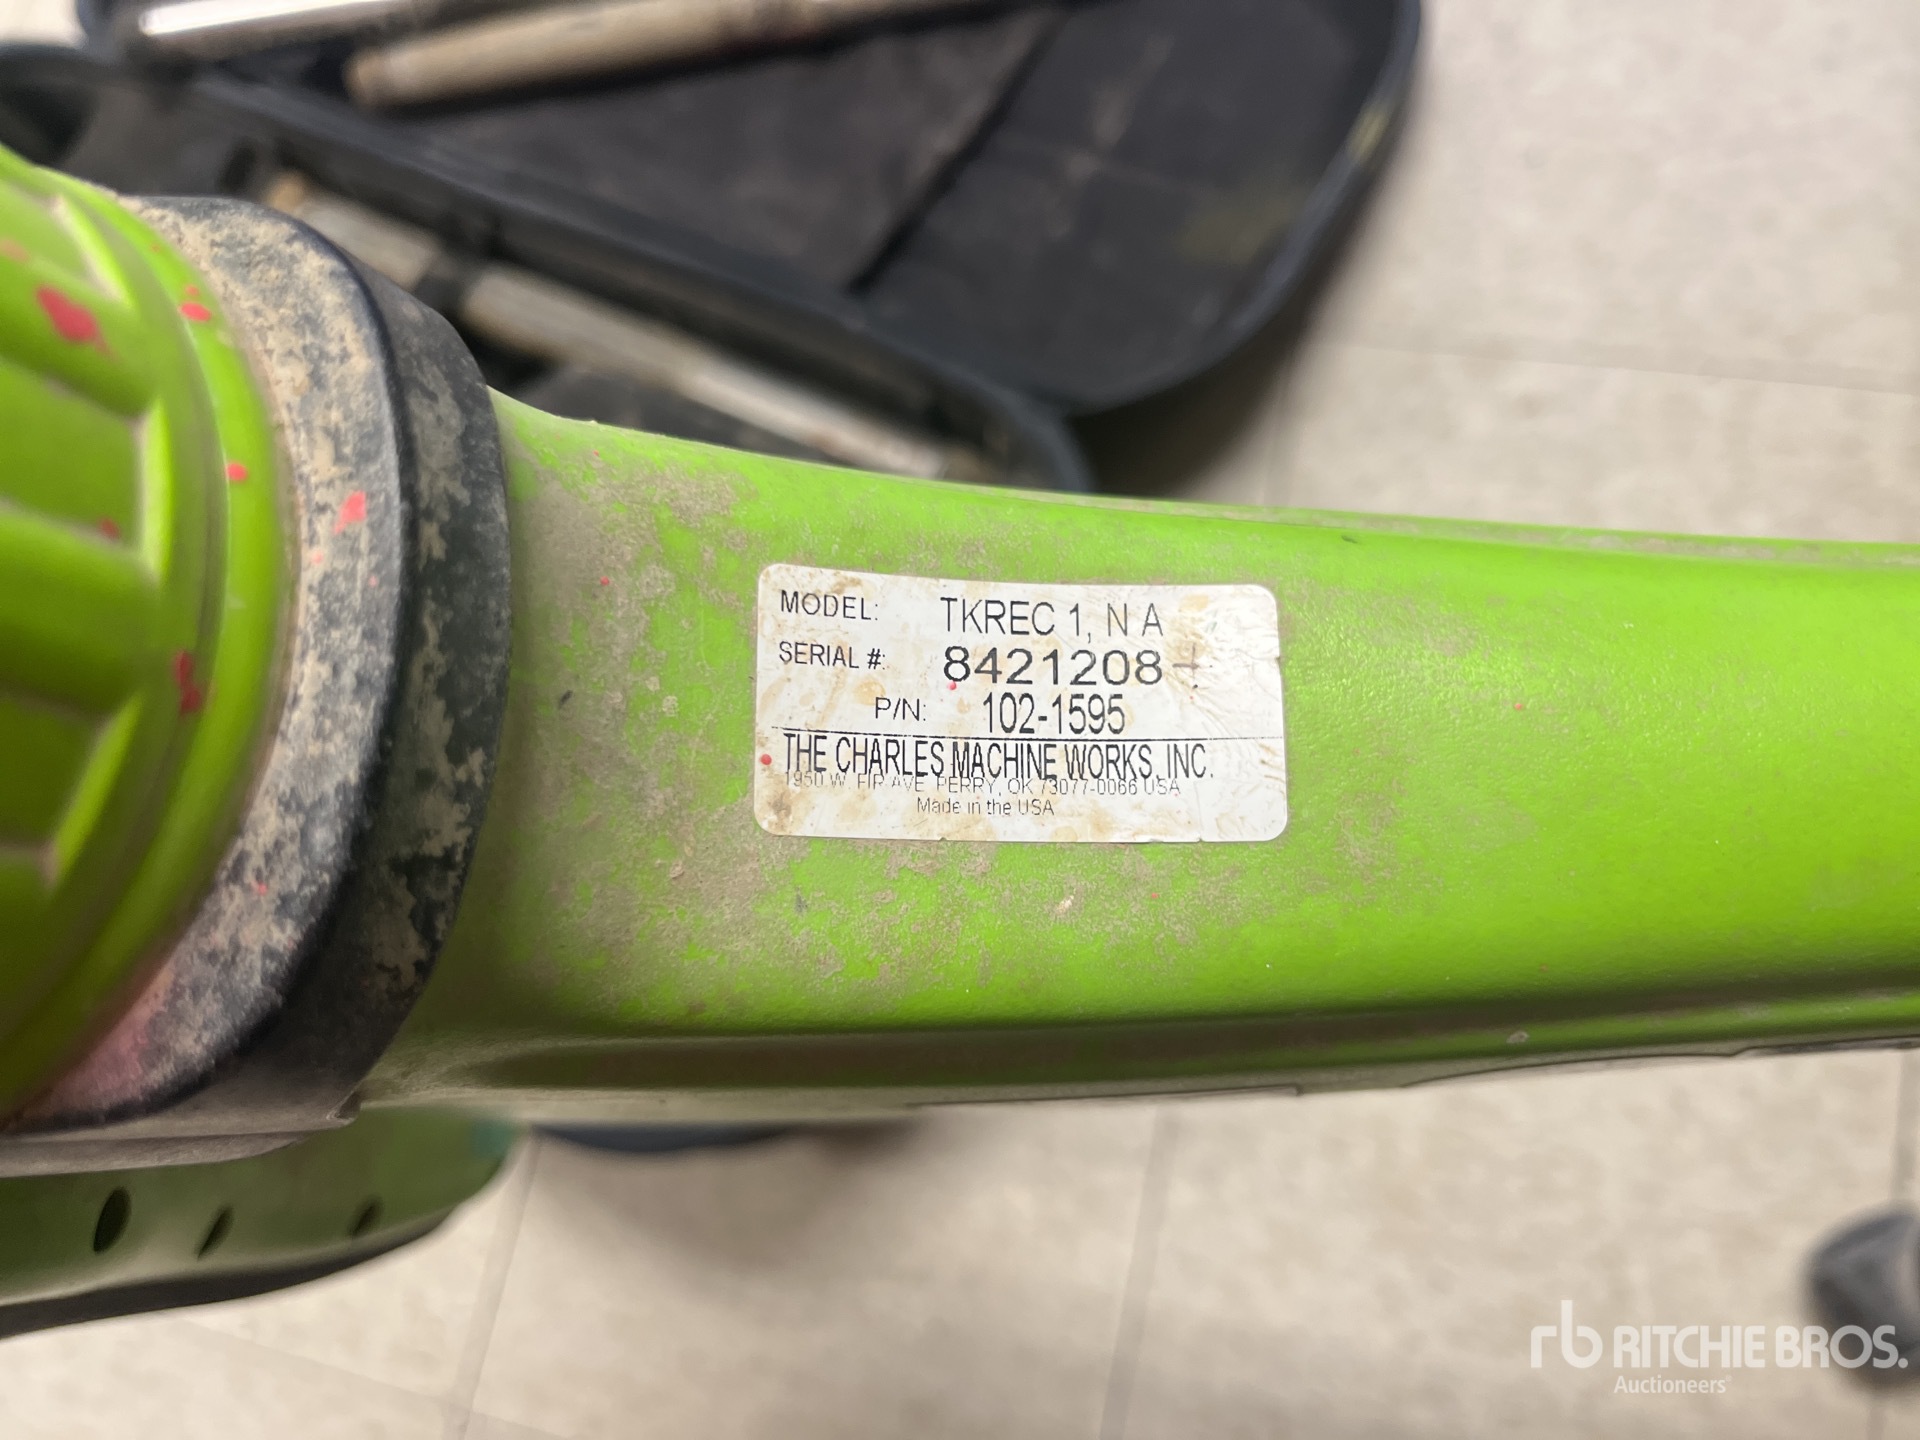 MODEL: TKREC 1, N A
SERIAL #: 8421208
P/N: 102-1595
THE CHARLES MACHINE WORKS, INC.
1950 W. FIR AVE PERRY, OK 73077-0066 USA
Made in the USA
rb RITCHIE BROS.
Auctioneers